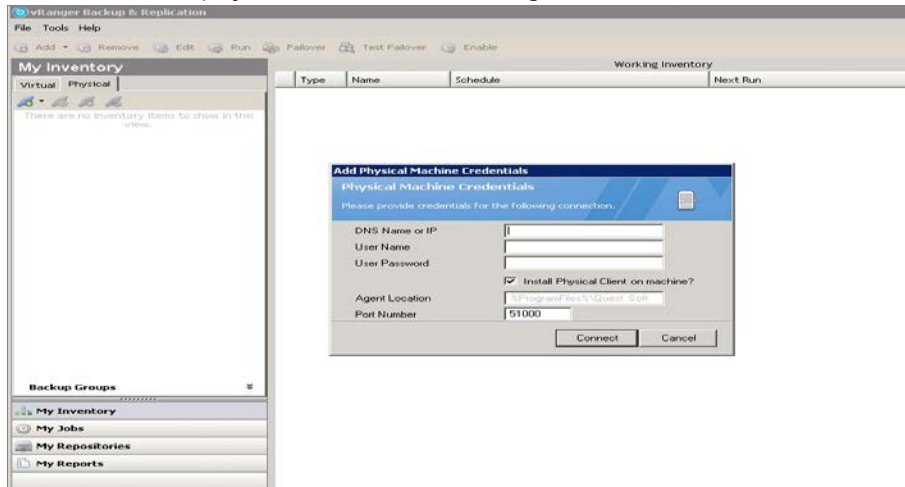 vRanger Backup & Replication
File Tools Help
Add Remove Edit Run Failover Test Failover Enable
My Inventory
Working Inventory
Virtual Physical
Type Name Schedule Next Run
There are no inventory items to show in this
view.
Add Physical Machine Credentials
Physical Machine Credentials
Please provide credentials for the following connection.
DNS Name or IP
User Name
User Password
Install Physical Client on machine?
Agent Location %ProgramFiles%\Quest Soft
Port Number 51000
Connect Cancel
Backup Groups
My Inventory
My Jobs
My Repositories
My Reports